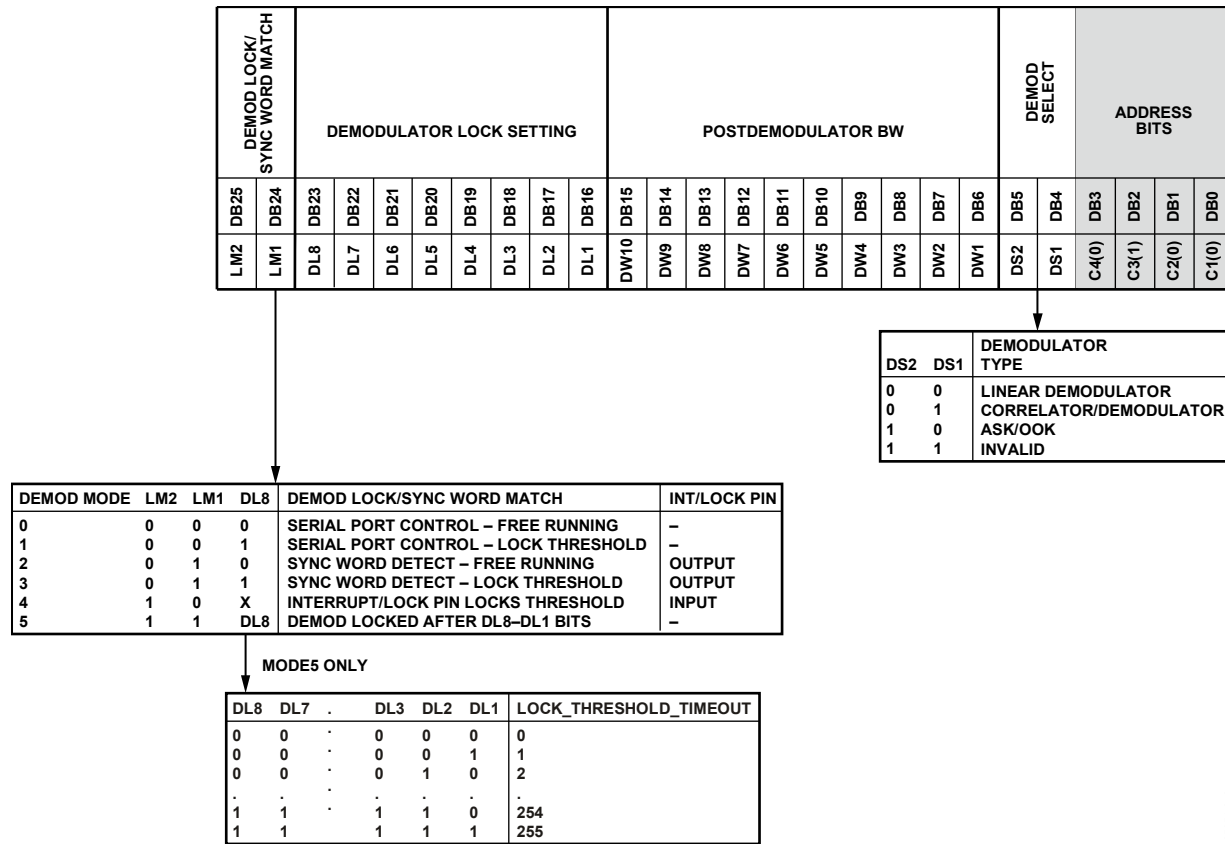 DEMOD LOCK/
SYNC WORD MATCH
DEMODULATOR LOCK SETTING
POSTDEMODULATOR BW
DEMOD
SELECT
ADDRESS
BITS
DB25 DB24 DB23 DB22 DB21 DB20 DB19 DB18 DB17 DB16 DB15 DB14 DB13 DB12 DB11 DB10 DB9 DB8 DB7 DB6 DB5 DB4 DB3 DB2 DB1 DB0
LM2 LM1 DL8 DL7 DL6 DL5 DL4 DL3 DL2 DL1 DW10 DW9 DW8 DW7 DW6 DW5 DW4 DW3 DW2 DW1 DS2 DS1 C4(0) C3(1) C2(0) C1(0)
DS2 DS1 DEMODULATOR
TYPE
0 0 LINEAR DEMODULATOR
0 1 CORRELATOR/DEMODULATOR
1 0 ASK/OOK
1 1 INVALID
DEMOD MODE LM2 LM1 DL8 DEMOD LOCK/SYNC WORD MATCH INT/LOCK PIN
0 0 0 0 SERIAL PORT CONTROL – FREE RUNNING –
1 0 0 1 SERIAL PORT CONTROL – LOCK THRESHOLD –
2 0 1 0 SYNC WORD DETECT – FREE RUNNING OUTPUT
3 0 1 1 SYNC WORD DETECT – LOCK THRESHOLD OUTPUT
4 1 0 X INTERRUPT/LOCK PIN LOCKS THRESHOLD INPUT
5 1 1 DL8 DEMOD LOCKED AFTER DL8–DL1 BITS –
MODE5 ONLY
DL8 DL7 . DL3 DL2 DL1 LOCK_THRESHOLD_TIMEOUT
0 0 . 0 0 0 0
0 0 . 0 0 1 1
0 0 . 0 1 0 2
. . . . . . .
1 1 . 1 1 0 254
1 1 1 1 1 255